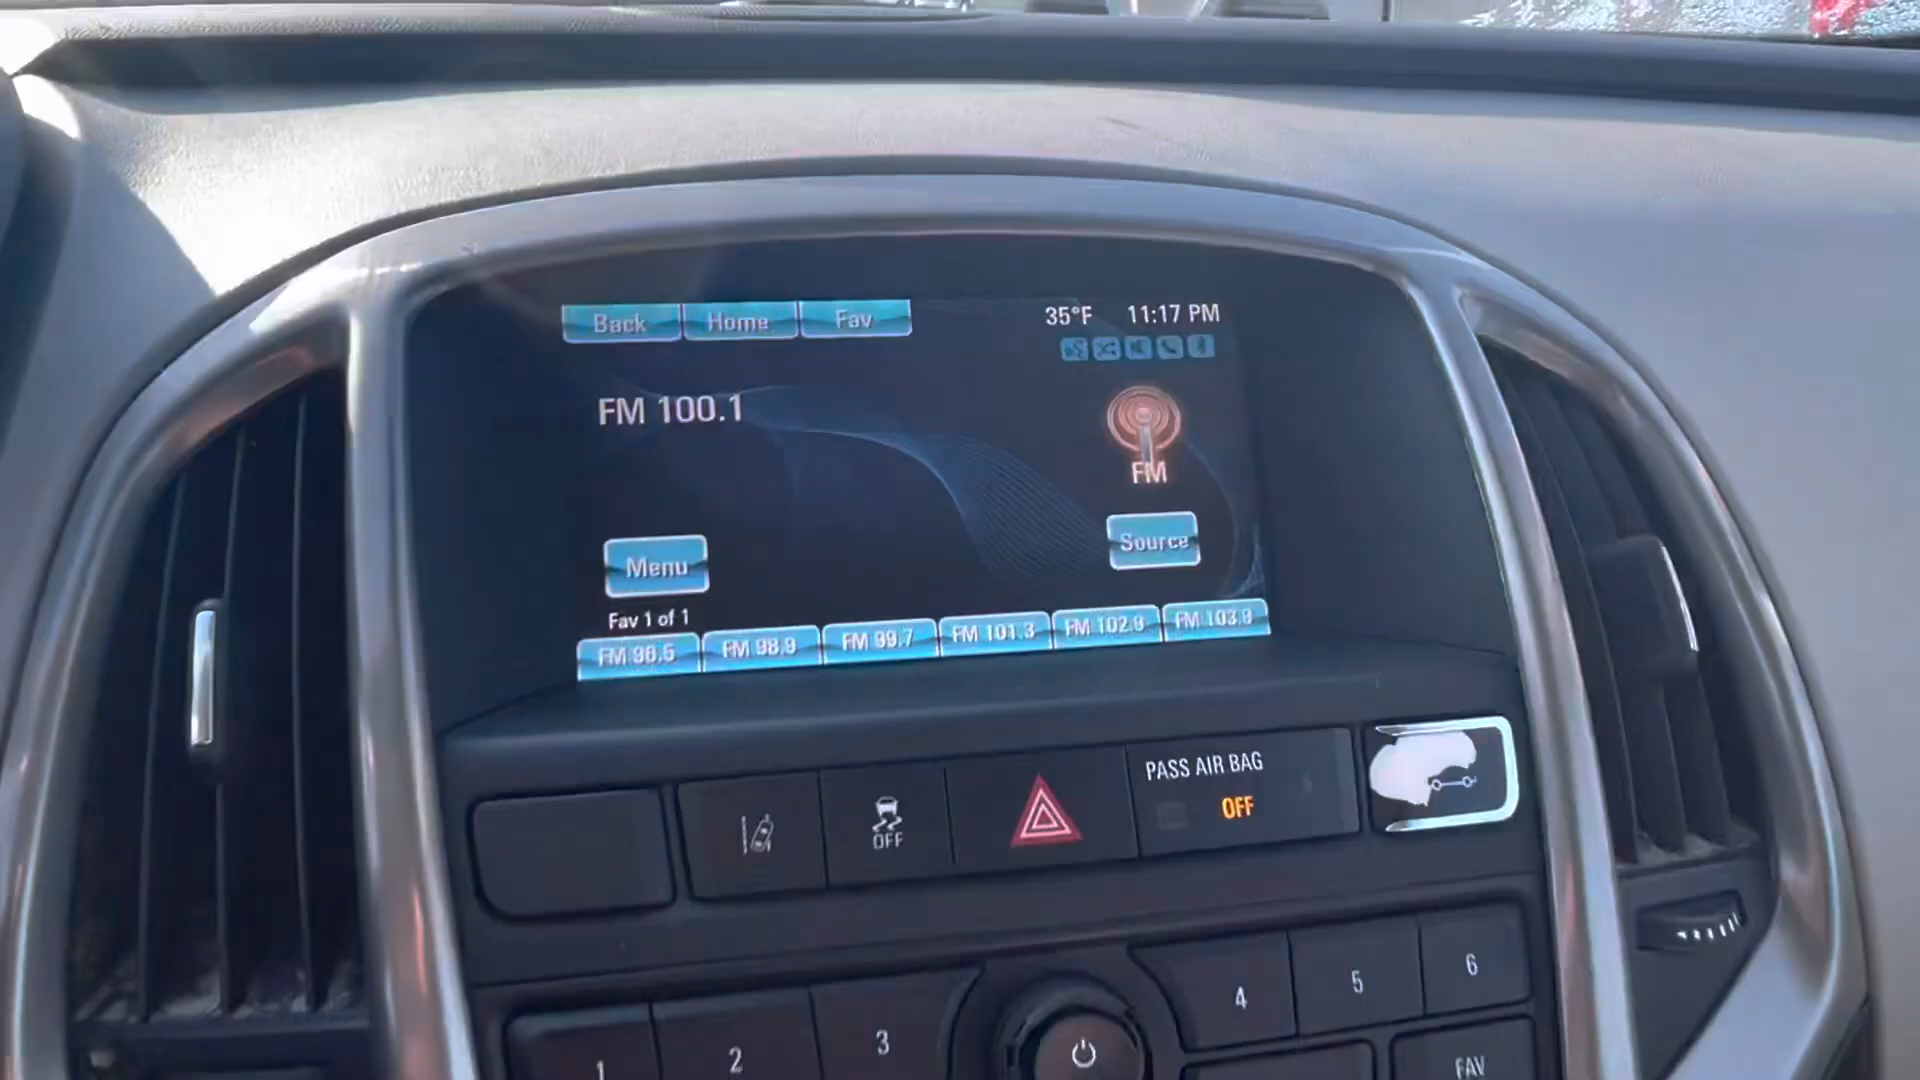 Back Home Fav 35°F 11:17 PM
FM 100.1
FM
Menu Source
Fav 1 of 1
FM 96.5 FM 98.9 FM 99.7 FM 101.3 FM 102.9 FM 103.9
PASS AIR BAG
OFF
OFF
1 2 3 4 5 6
FAV